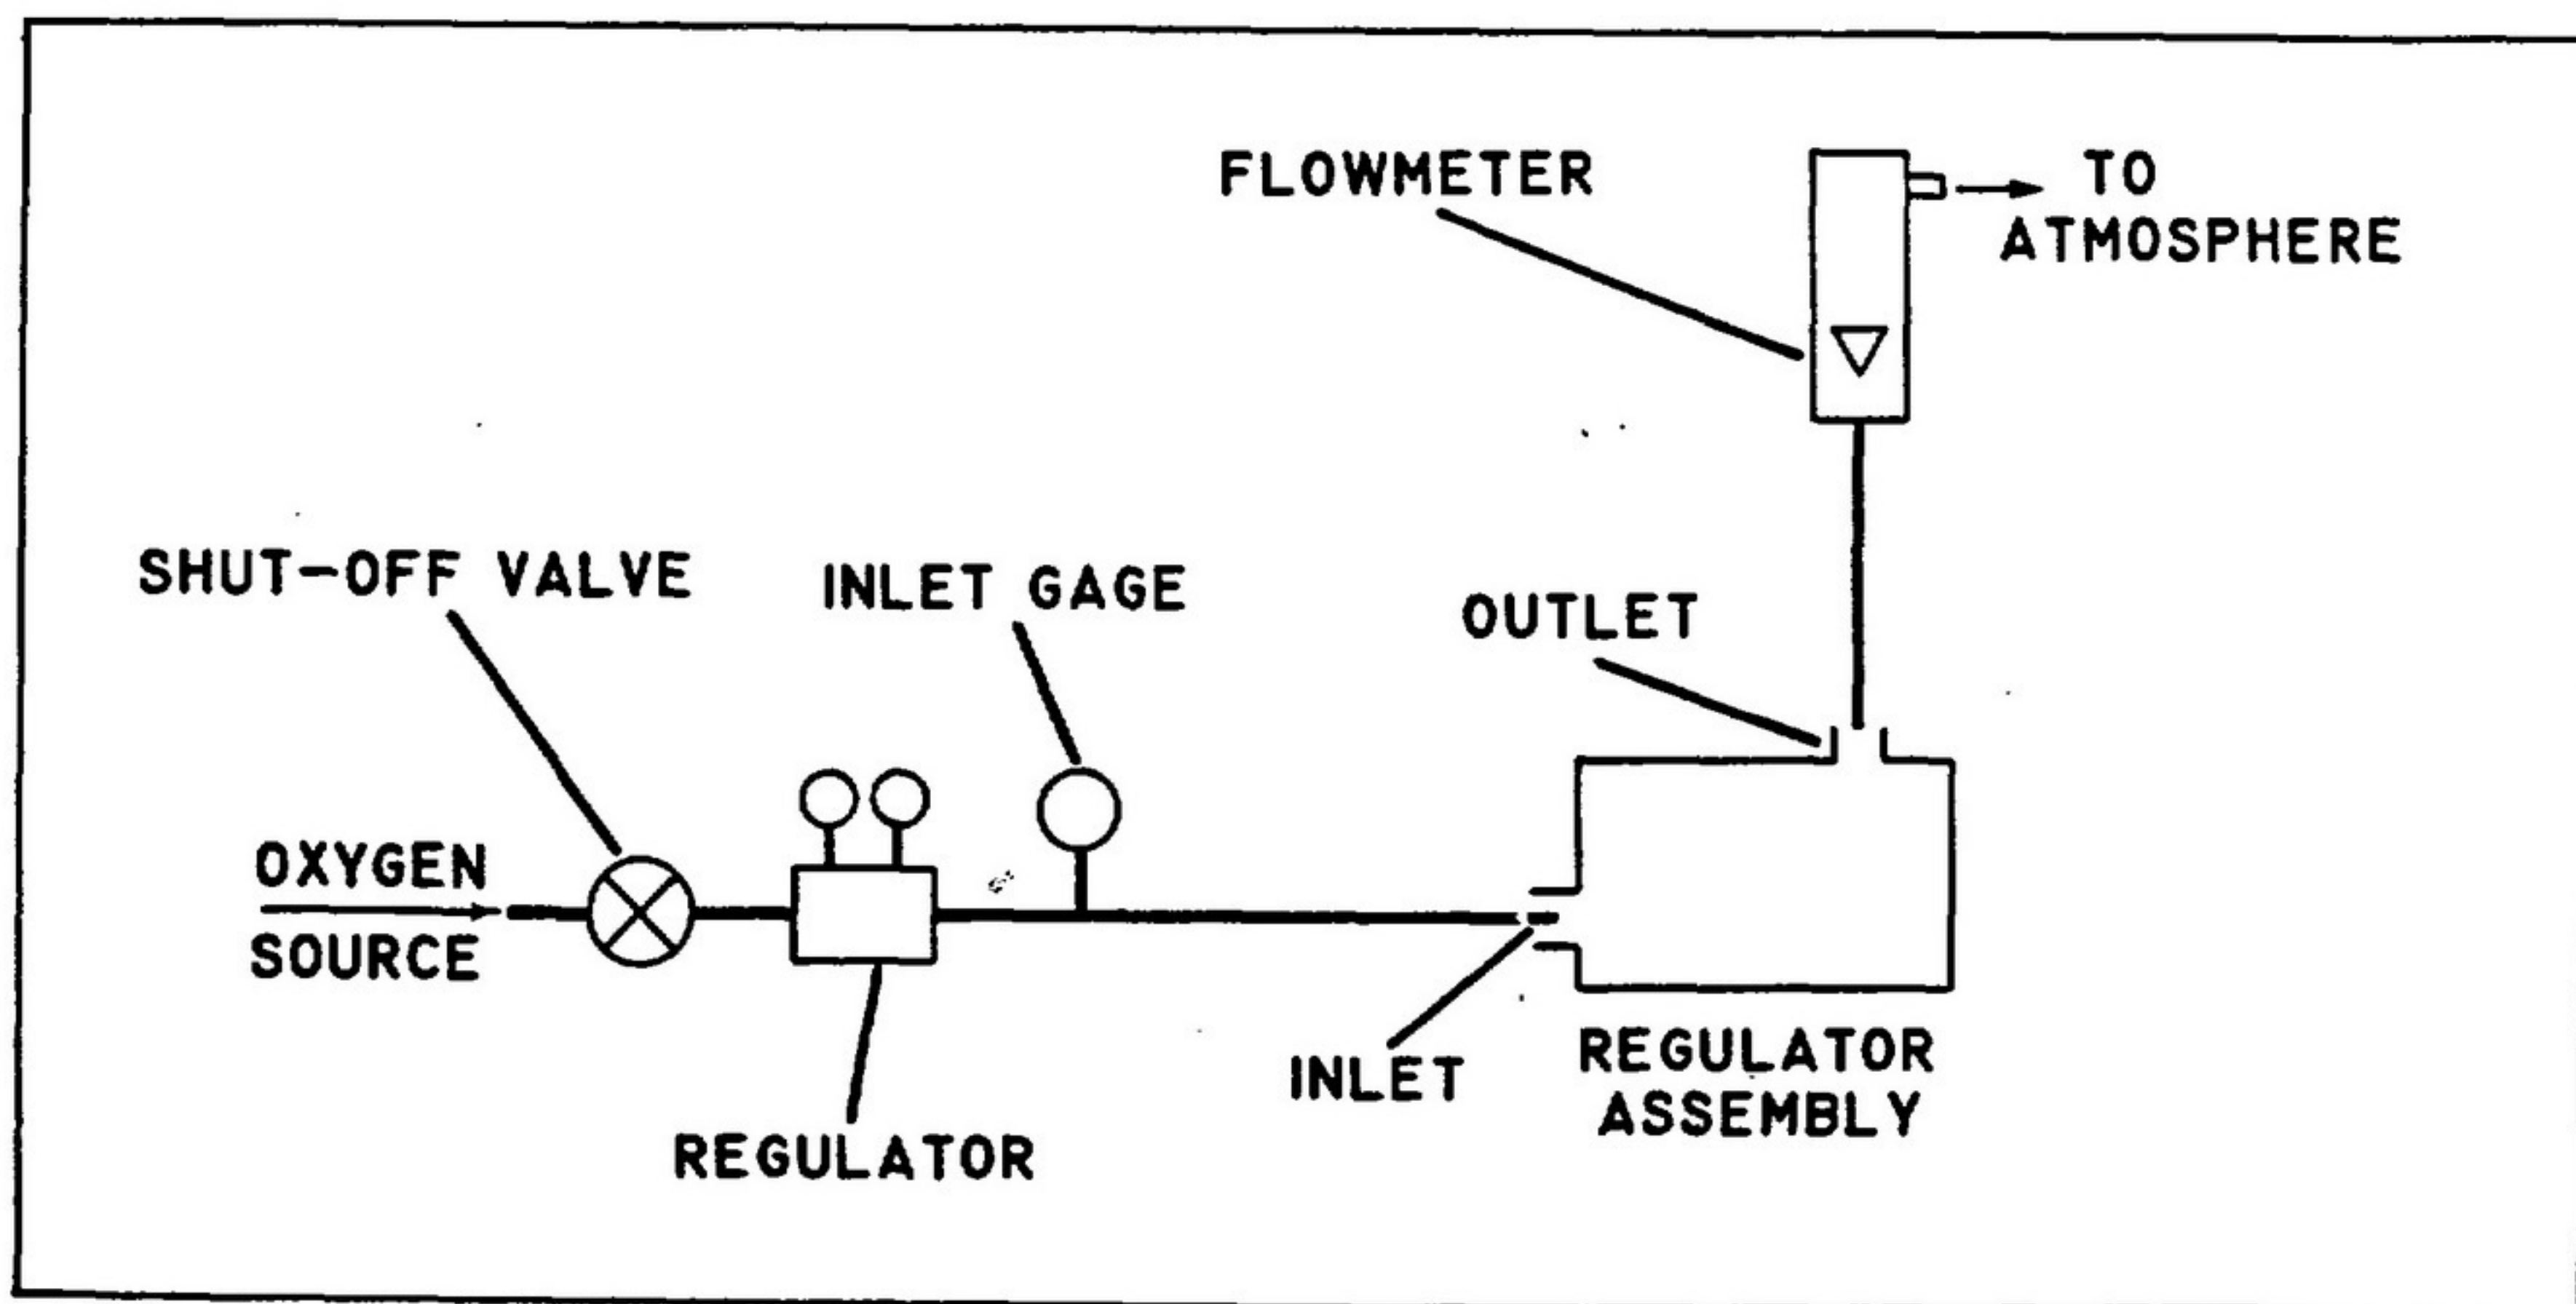 FLOWMETER
TO
ATMOSPHERE
SHUT-OFF VALVE
INLET GAGE
OUTLET
OXYGEN
SOURCE
INLET
REGULATOR
ASSEMBLY
REGULATOR